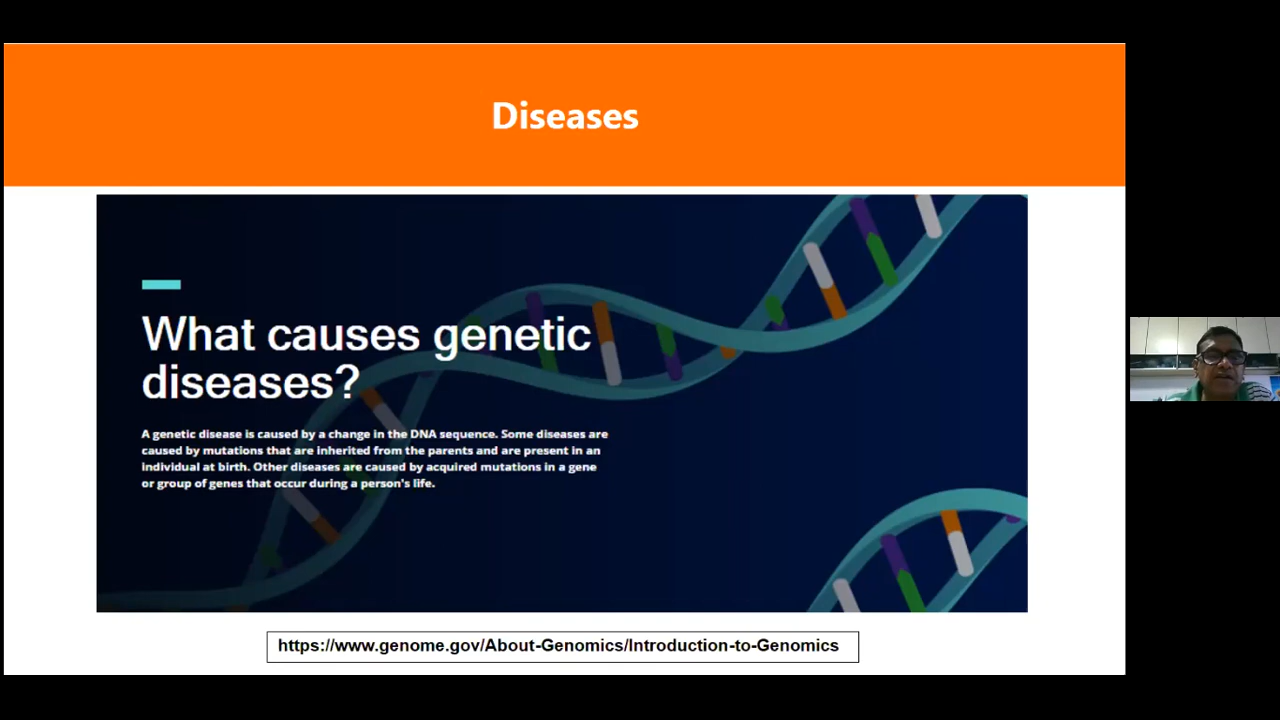 Diseases
What causes genetic
diseases?
A genetic disease is caused by a change in the DNA sequence. Some diseases are
caused by mutations that are inherited from the parents and are present in an
individual at birth. Other diseases are caused by acquired mutations in a gene
or group of genes that occur during a person's life.
https://www.genome.gov/About-Genomics/Introduction-to-Genomics